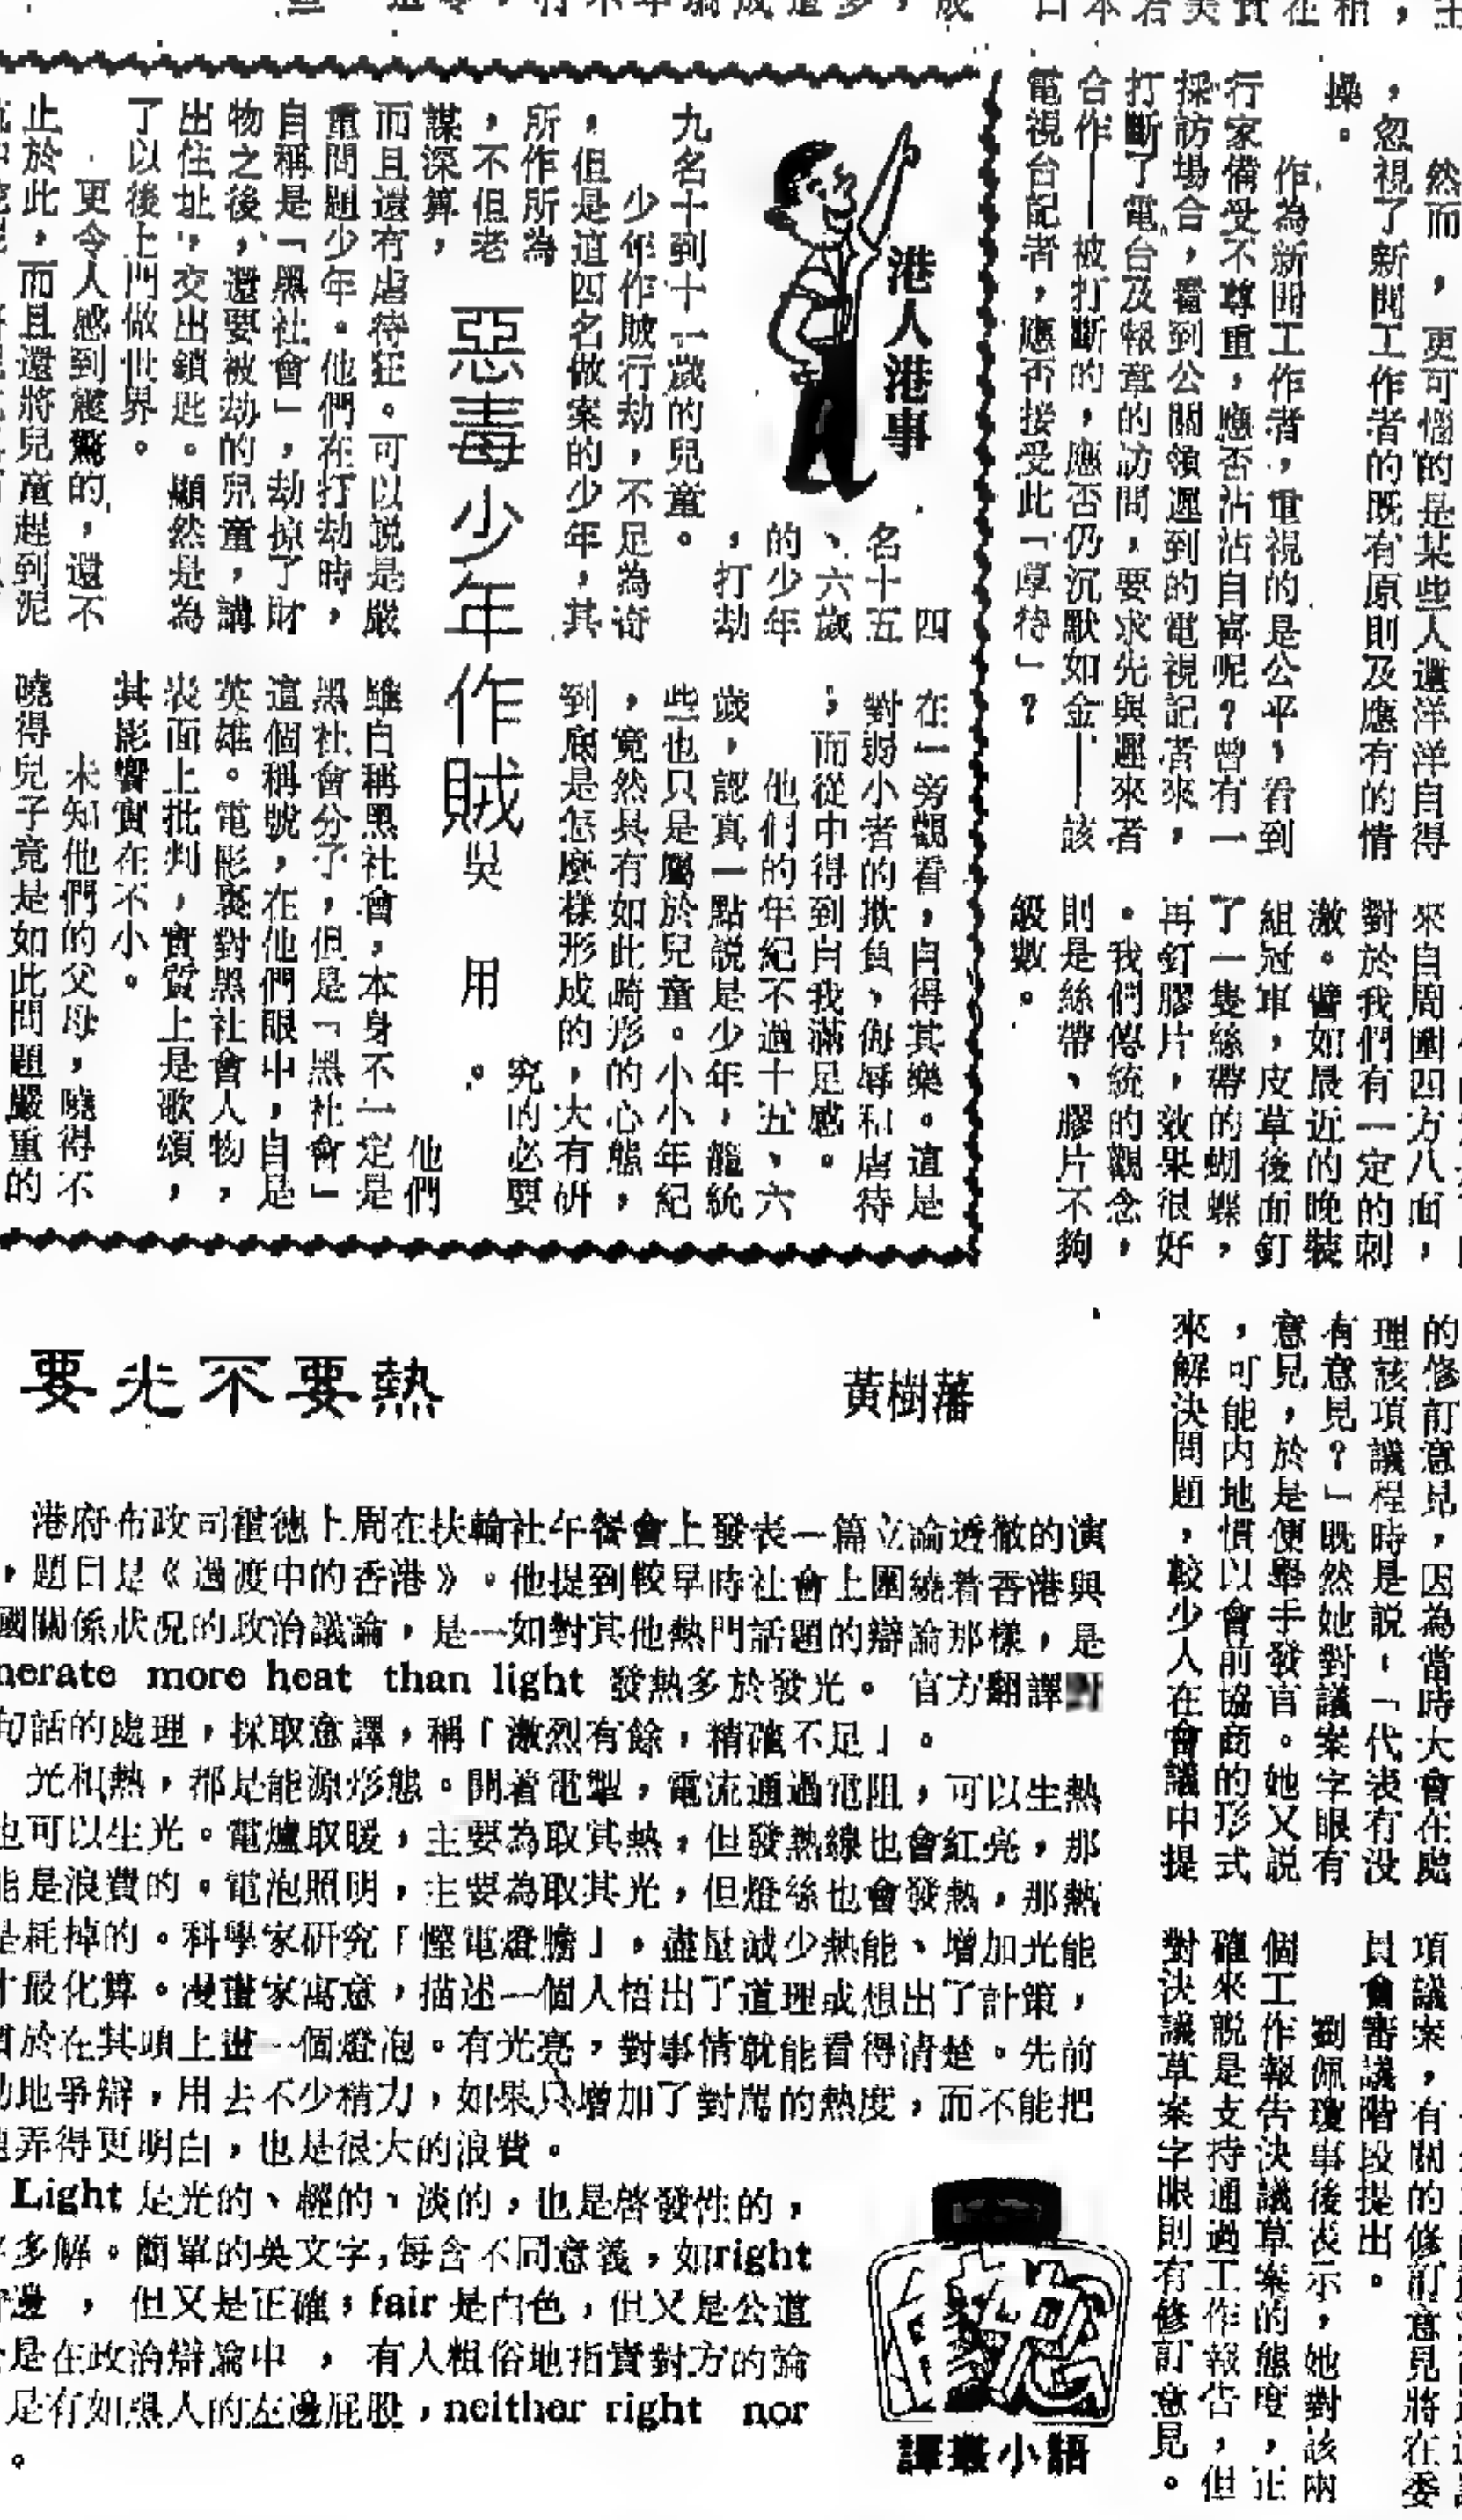 然而,更可惱的是某些人還洋洋自得
,忽視了新聞工作者的既有原則及應有的情
操。
作為新聞工作者,重視的是公平,看到
行家備受不尊重,應否沾沾自喜呢?曾有一
採訪場合,看到公關領遲到的電視記者來,
打斷了電台及報章的訪問,要求先與遲來者
合作——被打斷的,應否仍沉默如金——該
電視台記者,應否接受此「厚待」?
來自周圍四方八面,
對於我們有一定的刺
激。譬如最近的晚裝
組冠軍,皮草後面釘
了一隻絲帶的蝴蝶,
再釘膠片,效果很好
。我們傳統的觀念,
則是絲帶、膠片不夠
級數。
港人港事
惡毒少年作賊
吳用
四
名十五
、六歲
的少年
,打劫
九名十到十一歲的兒童。
少年作賊行劫,不足為奇
,但是這四名做案的少年,其
所作所為
,不但老
謀深算,
而且還有虐待狂。可以說是嚴
重問題少年。他們在打劫時,
自稱是「黑社會」,劫掠了財
物之後,還要被劫的兒童,講
出住址,交出鎖匙。顯然是為
了以後上門做世界。
更令人感到震驚的,還不
止於此,而且還將兒童趕到泥
在一旁觀看,自得其樂。這是
對弱小者的欺負、侮辱和虐待
,而從中得到自我滿足感。
他們的年紀不過十五、六
歲,認真一點說是少年,籠統
些也只是屬於兒童。小小年紀
,竟然具有如此畸形的心態,
到底是怎麼樣形成的,大有研
究的必要
。
他們
雖自稱黑社會,本身不一定是
黑社會分子,但是「黑社會」
這個稱號,在他們眼中,自是
英雄。電影裏對黑社會人物,
表面上批判,實質上是歌頌,
其影響實在不小。
未知他們的父母,曉得不
曉得兒子竟是如此問題嚴重的
要光不要熱
黃樹藩
港府布政司霍德上周在扶輪社午餐會上發表一篇立論透徹的演
,題目是《過渡中的香港》。他提到較早時社會上圍繞着香港與
國關係狀況的政治議論,是一如對其他熱門話題的辯論那樣,是
nerate more heat than light 發熱多於發光。官方翻譯對
句話的處理,採取意譯,稱「激烈有餘,精確不足」。
光和熱,都是能源形態。開着電掣,電流通過電阻,可以生熱
也可以生光。電爐取暖,主要為取其熱,但發熱線也會紅亮,那
能是浪費的。電泡照明,主要為取其光,但燈絲也會發熱,那熱
是耗掉的。科學家研究「慳電燈膽」,盡量減少熱能、增加光能
才最化算。漫畫家寓意,描述一個人悟出了道理或想出了計策,
慣於在其頭上畫一個燈泡。有光亮,對事情就能看得清楚。先前
動地爭辯,用去不少精力,如果只增加了對罵的熱度,而不能把
題弄得更明白,也是很大的浪費。
Light 是光的、輕的、淡的,也是啓發性的,
多解。簡單的英文字,每含不同意義,如right
右邊,但又是正確,fair 是白色,但又是公道
是在政治辯論中,有人粗俗地指責對方的論
是有如黑人的左邊屁股,neither right nor
。
譯叢小語
的修訂意見,因為當時大會在處
理該項議程時是説,「代表有没
有意見?」既然她對議案字眼有
意見,於是便舉手發言。她又説
,可能内地慣以會前協商的形式
來解決問題,較少人在會議中提
項議案,有關的修訂意見將在委
員會審議階段提出。
劉佩瓊事後表示,她對該兩
個工作報告決議草案的態度,正
確來説是支持通過工作報告,但
對決議草案字眼則有修訂意見。